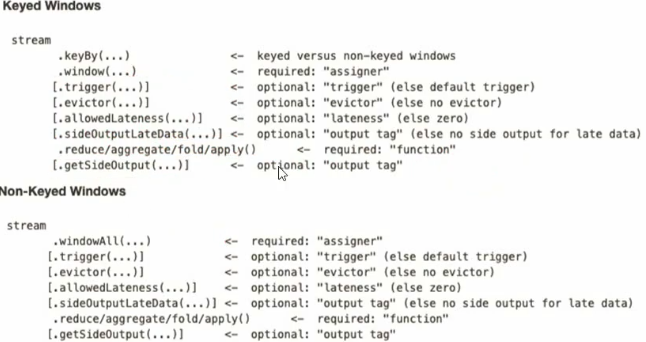 Keyed Windows
stream
.keyBy(...) <- keyed versus non-keyed windows
.window(...) <- required: "assigner"
[.trigger(...)] <- optional: "trigger" (else default trigger)
[.evictor(...)] <- optional: "evictor" (else no evictor)
[.allowedLateness(...)] <- optional: "lateness" (else zero)
[.sideOutputLateData(...)] <- optional: "output tag" (else no side output for late data)
.reduce/aggregate/fold/apply() <- required: "function"
[.getSideOutput(...)] <- optional: "output tag"
Non-Keyed Windows
stream
.windowAll(...) <- required: "assigner"
[.trigger(...)] <- optional: "trigger" (else default trigger)
[.evictor(...)] <- optional: "evictor" (else no evictor)
[.allowedLateness(...)] <- optional: "lateness" (else zero)
[.sideOutputLateData(...)] <- optional: "output tag" (else no side output for late data)
.reduce/aggregate/fold/apply() <- required: "function"
[.getSideOutput(...)] <- optional: "output tag"